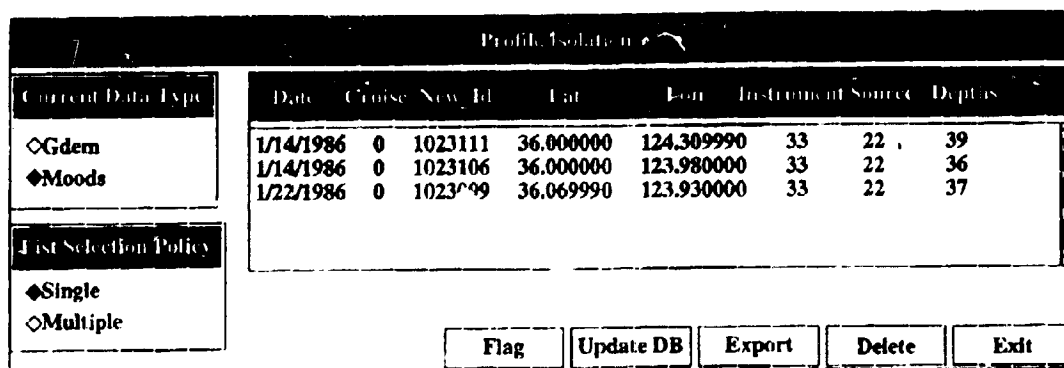 Profile Isolation
Current Data Type
◇Gdem
◆Moods
List Selection Policy
◆Single
◇Multiple
Date Cruise New_Id Lat Lon Instrument Source Depths
1/14/1986 0 1023111 36.000000 124.309990 33 22 39
1/14/1986 0 1023106 36.000000 123.980000 33 22 36
1/22/1986 0 36.069990 123.930000 33 22 37
Flag Update DB Export Delete Exit